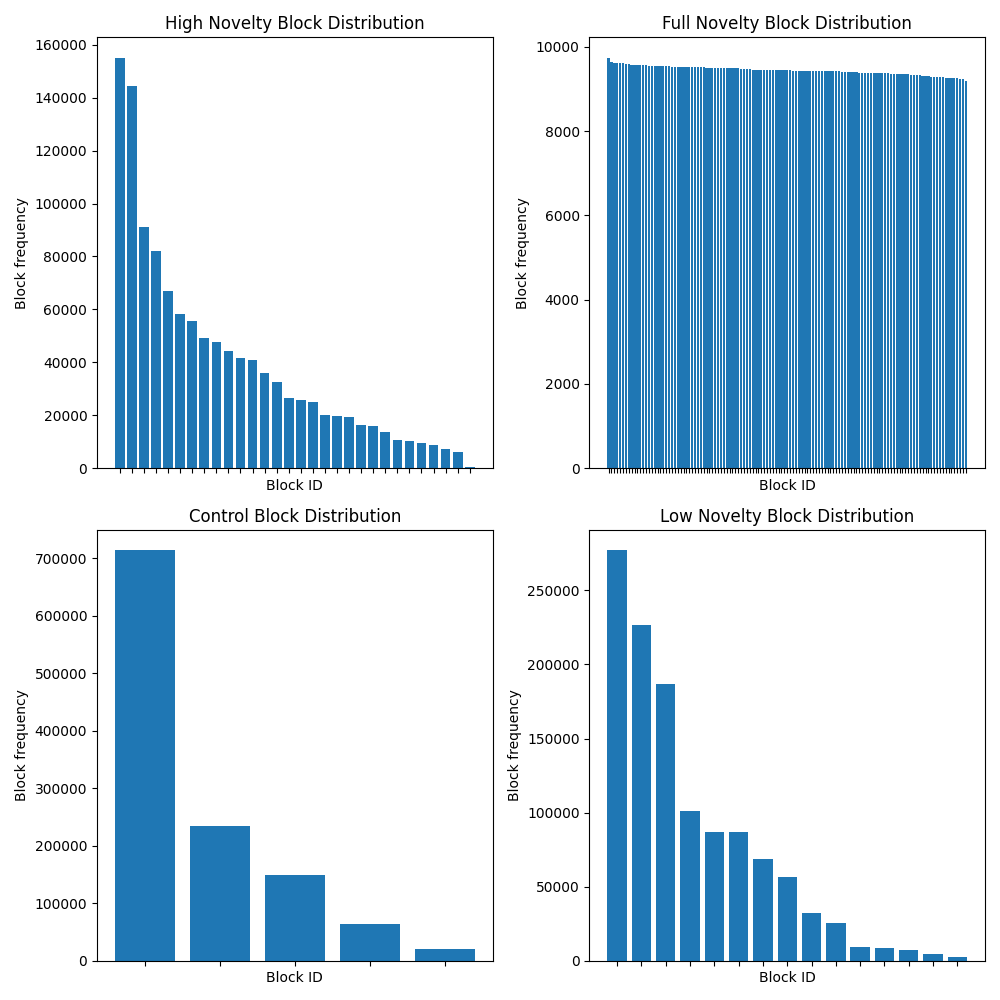 High Novelty Block Distribution
160000
140000
120000
100000
80000
60000
40000
20000
0
Block frequency
Block ID
Full Novelty Block Distribution
10000
8000
6000
4000
2000
0
Block frequency
Block ID
Control Block Distribution
700000
600000
500000
400000
300000
200000
100000
0
Block frequency
Block ID
Low Novelty Block Distribution
250000
200000
150000
100000
50000
0
Block frequency
Block ID